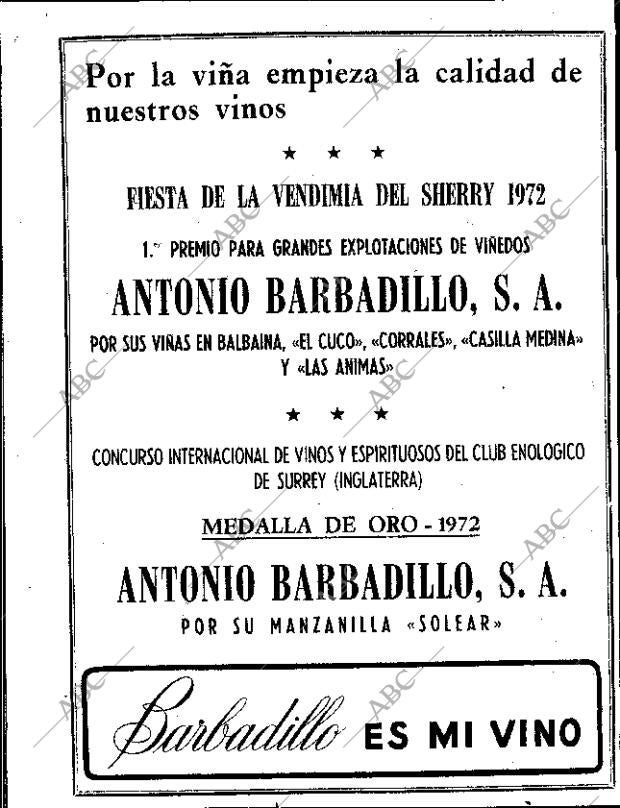 Por la viña empieza la calidad de
nuestros vinos
★ ★ ★
FIESTA DE LA VENDIMIA DEL SHERRY 1972
1.er PREMIO PARA GRANDES EXPLOTACIONES DE VIÑEDOS
ANTONIO BARBADILLO, S. A.
POR SUS VIÑAS EN BALBAINA, «EL CUCO», «CORRALES», «CASILLA MEDINA»
Y «LAS ANIMAS»
★ ★ ★
CONCURSO INTERNACIONAL DE VINOS Y ESPIRITUOSOS DEL CLUB ENOLOGICO
DE SURREY (INGLATERRA)
MEDALLA DE ORO - 1972
ANTONIO BARBADILLO, S. A.
POR SU MANZANILLA «SOLEAR»
Barbadillo ES MI VINO